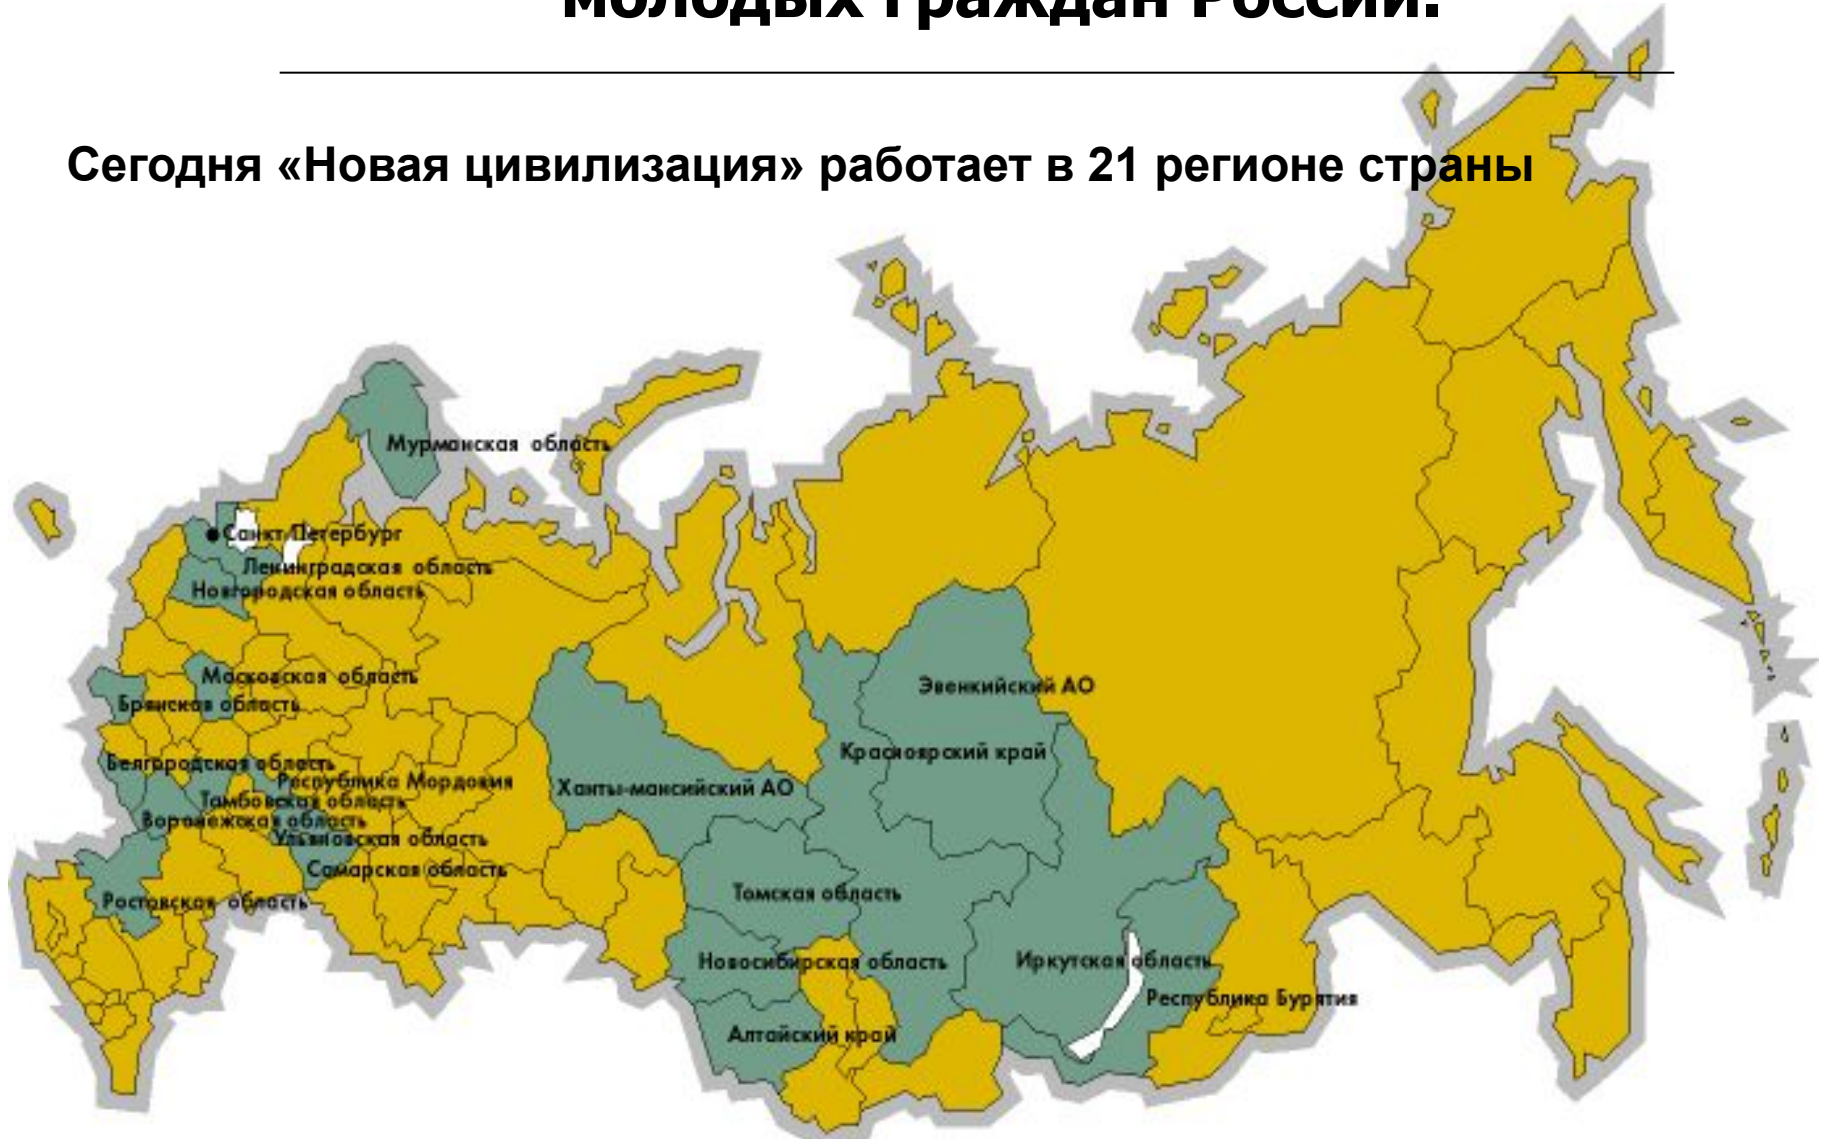 молодых граждан России.
Сегодня «Новая цивилизация» работает в 21 регионе страны
Мурманская область
Санкт-Петербург
Ленинградская область
Новгородская область
Московская область
Брянская область
Белгородская область
Республика Мордовия
Тамбовская область
Воронежская область
Ульяновская область
Самарская область
Ростовская область
Ханты-мансийский АО
Эвенкийский АО
Красноярский край
Томская область
Новосибирская область
Алтайский край
Иркутская область
Республика Бурятия